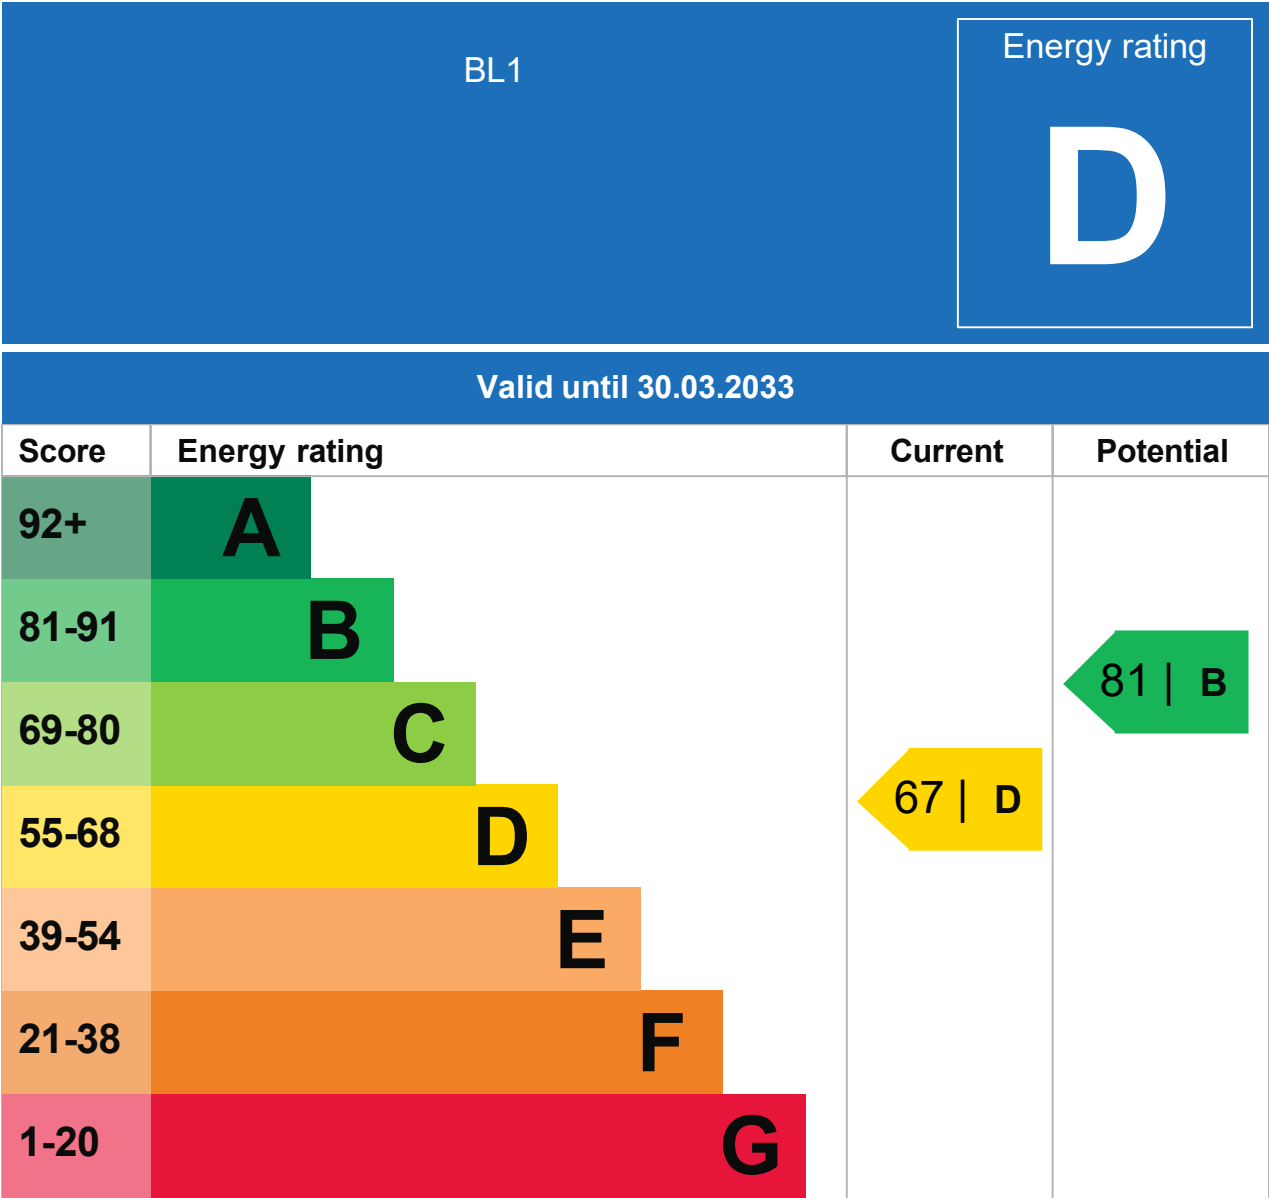 BL1
Energy rating
D
Valid until 30.03.2033
Score Energy rating Current Potential
92+ A
81-91 B
81 | B
69-80 C
67 | D
55-68 D
39-54 E
21-38 F
1-20 G